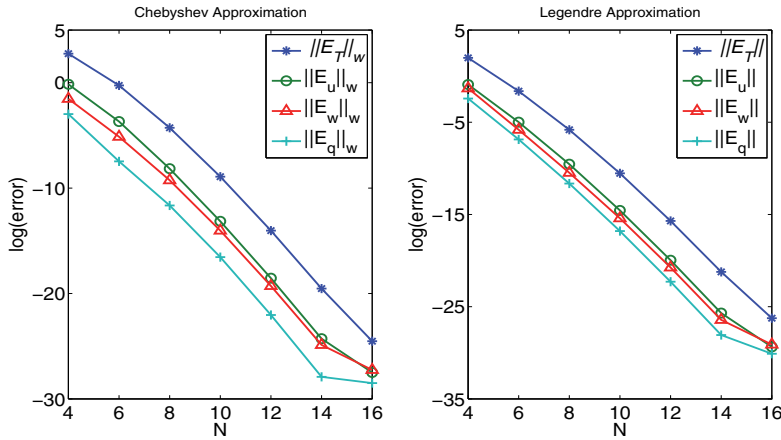 Chebyshev Approximation
5
0
−10
−20
−30
log(error)
4 6 8 10 12 14 16
N
||E_T||_w
||E_u||_w
||E_w||_w
||E_q||_w
Legendre Approximation
5
−5
−15
−25
−35
log(error)
4 6 8 10 12 14 16
N
||E_T||
||E_u||
||E_w||
||E_q||